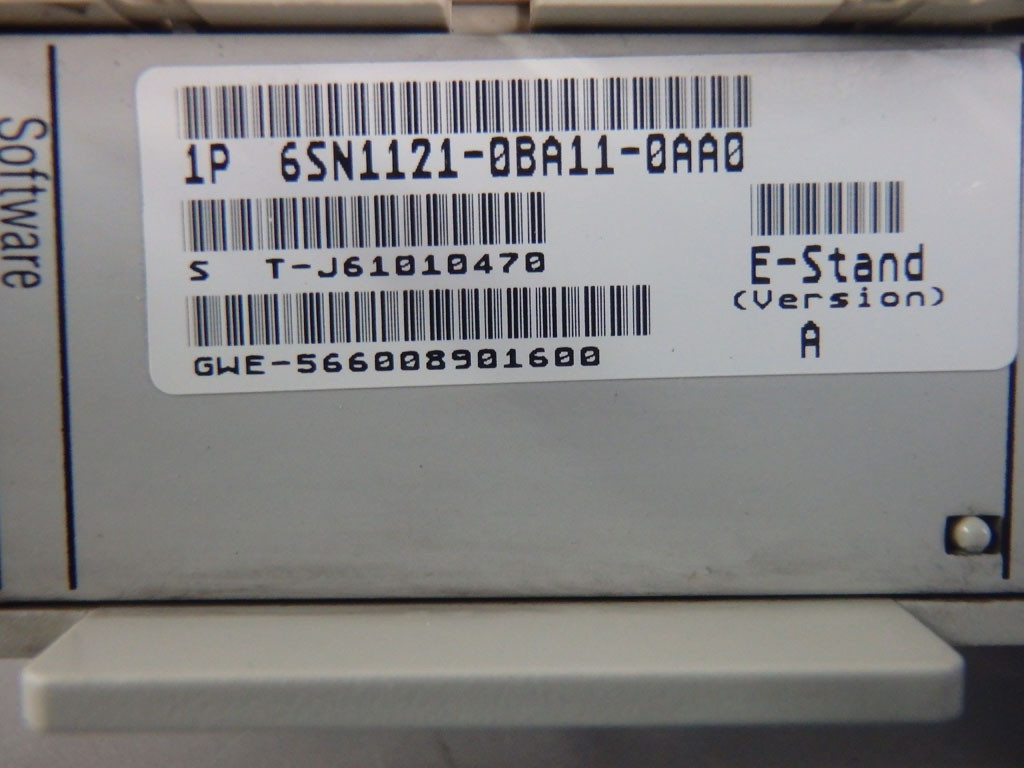 Software
1P 6SN1121-0BA11-0AA0
S T-J61010470
GWE-566008901600
E-Stand
(Version)
A